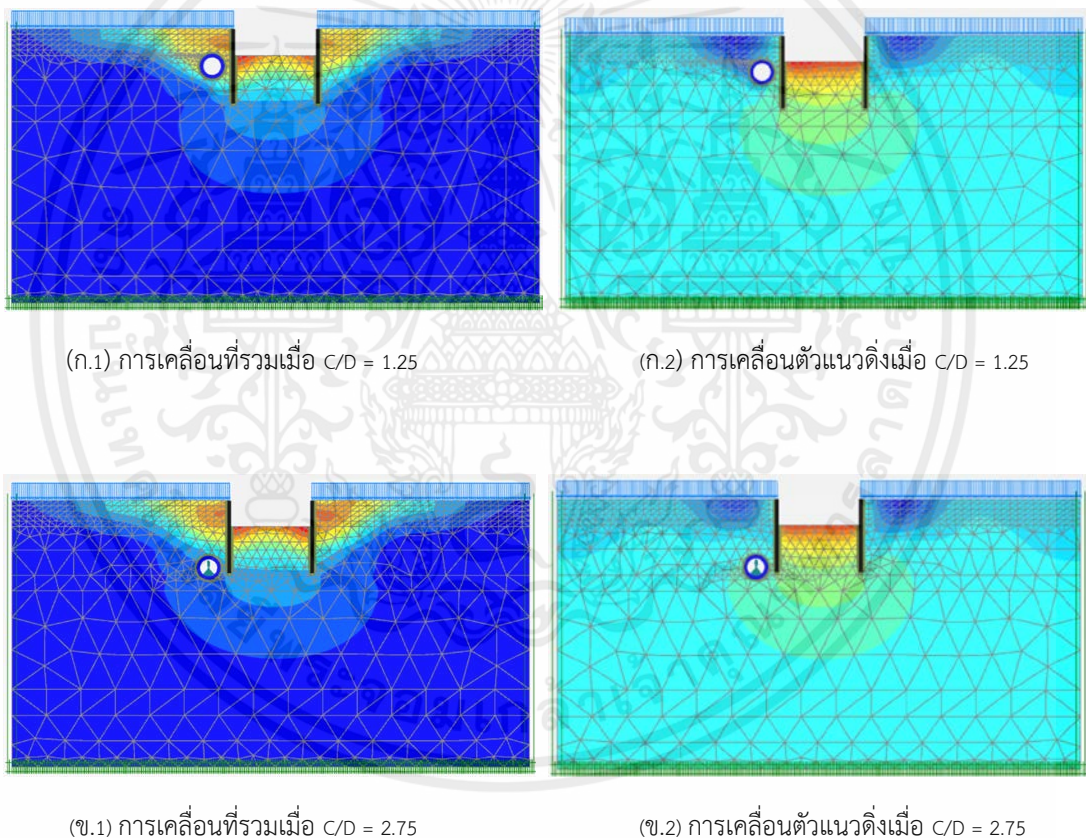 (ก.1) การเคลื่อนที่รวมเมื่อ C/D = 1.25
(ก.2) การเคลื่อนตัวแนวดิ่งเมื่อ C/D = 1.25
(ข.1) การเคลื่อนที่รวมเมื่อ C/D = 2.75
(ข.2) การเคลื่อนตัวแนวดิ่งเมื่อ C/D = 2.75